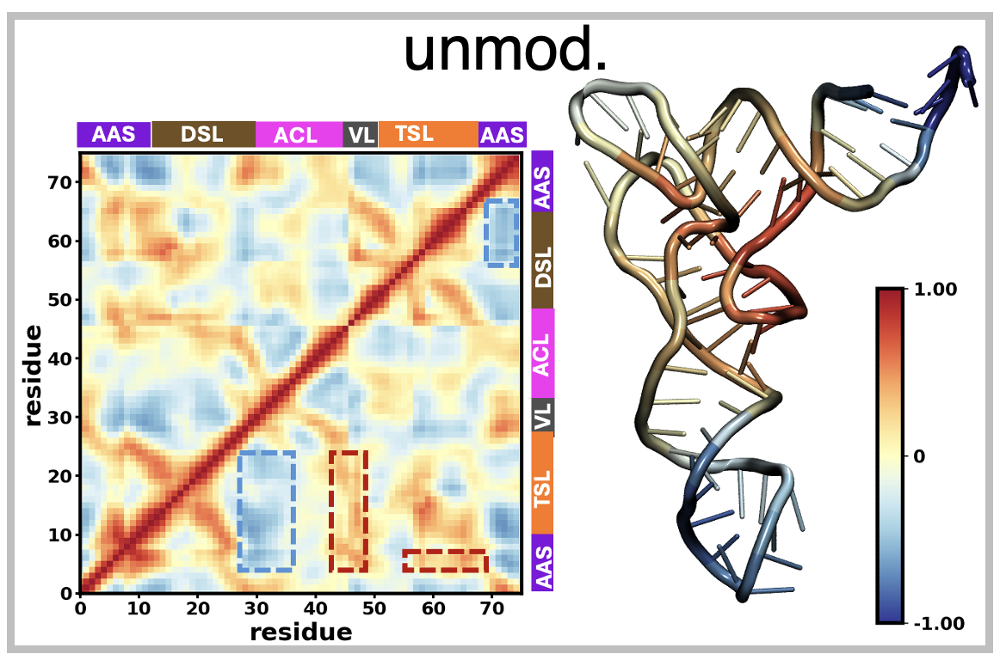 unmod.
AAS DSL ACL VL TSL AAS
70
60
50
40
30
20
10
0
residue
0 10 20 30 40 50 60 70
residue
AAS
DSL
ACL
VL
TSL
AAS
1.00
0
-1.00